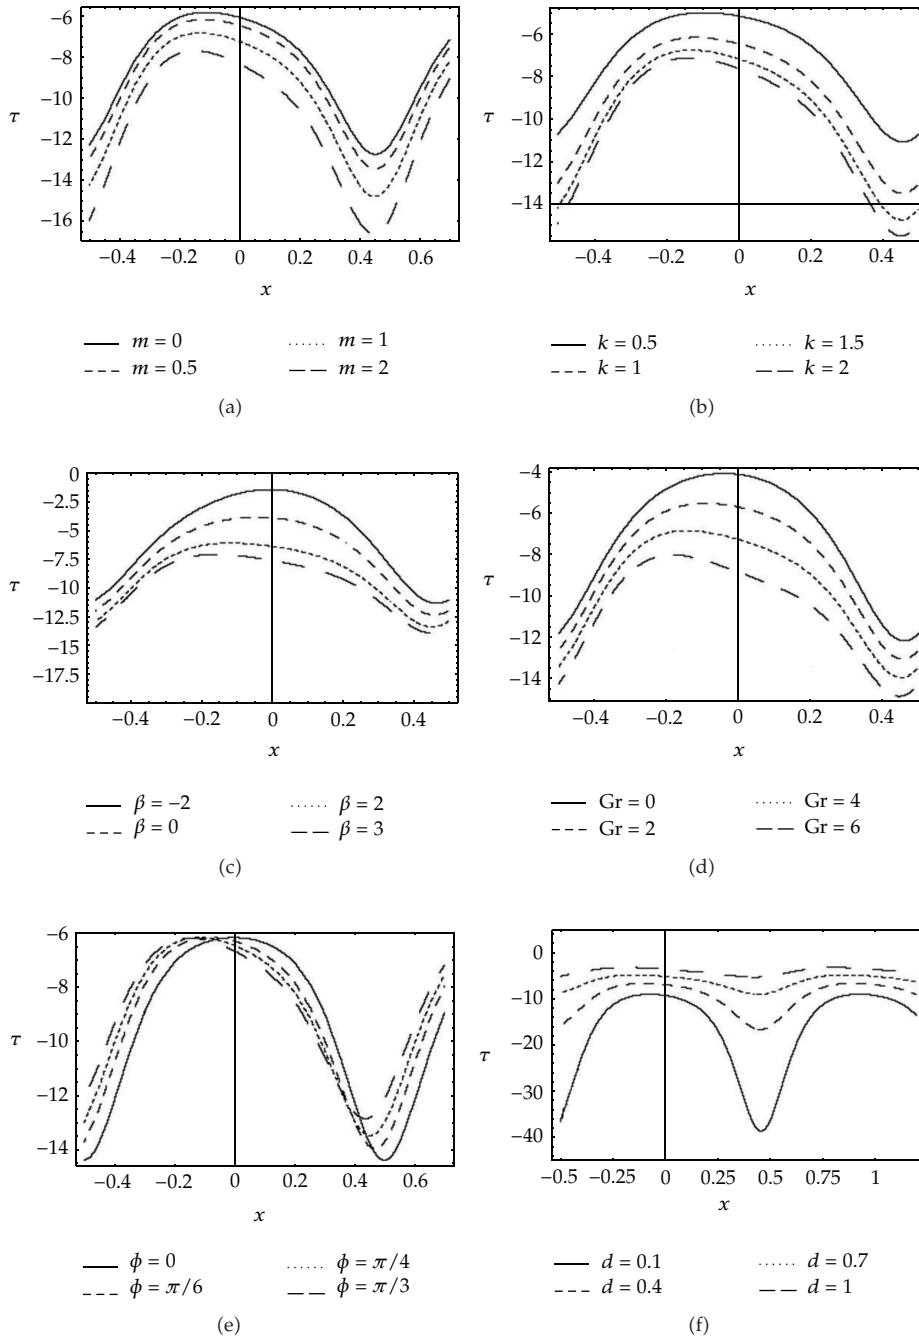 −6
−8
−10
τ
−12
−14
−16
−0.4 −0.2 0 0.2 0.4 0.6
x
m = 0 m = 1
m = 0.5 m = 2
(a)
−6
−8
−10
τ
−12
−14
−0.4 −0.2 0 0.2 0.4
x
k = 0.5 k = 1.5
k = 1 k = 2
(b)
0
−2.5
−5
−7.5
τ
−10
−12.5
−15
−17.5
−0.4 −0.2 0 0.2 0.4
x
β = −2 β = 2
β = 0 β = 3
(c)
−4
−6
−8
τ
−10
−12
−14
−0.4 −0.2 0 0.2 0.4
x
Gr = 0 Gr = 4
Gr = 2 Gr = 6
(d)
−6
−8
−10
τ
−12
−14
−0.4 −0.2 0 0.2 0.4 0.6
x
ϕ = 0 ϕ = π/4
ϕ = π/6 ϕ = π/3
(e)
0
−10
−20
τ
−30
−40
−0.5 −0.25 0 0.25 0.5 0.75 1
x
d = 0.1 d = 0.7
d = 0.4 d = 1
(f)